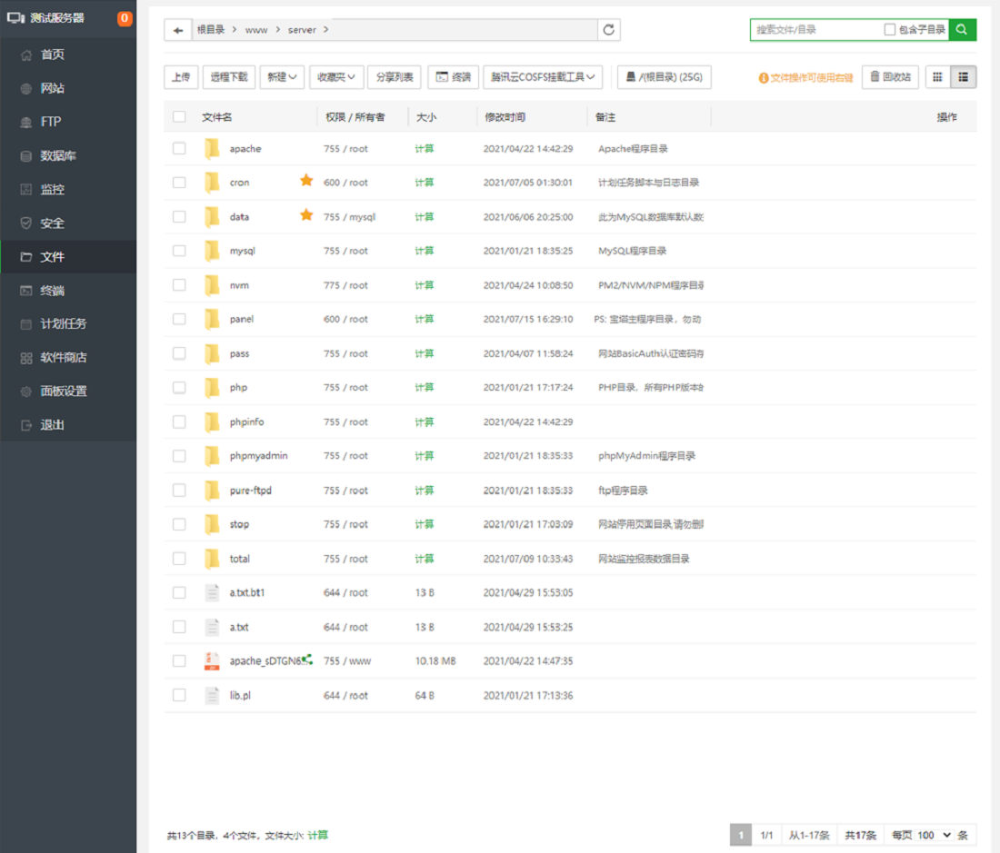 测试服务器 0
首页
网站
FTP
数据库
监控
安全
文件
终端
计划任务
软件商店
面板设置
退出
根目录 > www > server >
搜索文件/目录 包含子目录
上传 远程下载 新建 收藏夹 分享列表 终端 腾讯云COSFS挂载工具 /(根目录) (25G) 文件操作可使用右键 回收站
文件名 权限 / 所有者 大小 修改时间 备注 操作
apache 755 / root 计算 2021/04/22 14:42:29 Apache程序目录
cron 600 / root 计算 2021/07/05 01:30:01 计划任务脚本与日志目录
data 755 / mysql 计算 2021/06/06 20:25:00 此为MySQL数据库默认数
mysql 755 / root 计算 2021/01/21 18:35:25 MySQL程序目录
nvm 775 / root 计算 2021/04/24 10:08:50 PM2/NVM/NPM程序目录
panel 600 / root 计算 2021/07/15 16:29:10 PS: 宝塔主程序目录，勿动
pass 755 / root 计算 2021/04/07 11:58:24 网站BasicAuth认证密码存
php 755 / root 计算 2021/01/21 17:17:24 PHP目录，所有PHP版本
phpinfo 755 / root 计算 2021/04/22 14:42:29
phpmyadmin 755 / root 计算 2021/01/21 18:35:33 phpMyAdmin程序目录
pure-ftpd 755 / root 计算 2021/01/21 18:35:33 ftp程序目录
stop 755 / root 计算 2021/01/21 17:03:09 网站停用页面目录,请勿删
total 755 / root 计算 2021/07/09 10:33:43 网站监控报表数据目录
a.txt.bt1 644 / root 13 B 2021/04/29 15:53:05
a.txt 644 / root 13 B 2021/04/29 15:53:25
apache_sDTGN6 755 / www 10.18 MB 2021/04/22 14:47:35
lib.pl 644 / root 64 B 2021/01/21 17:13:36
共13个目录，4个文件，文件大小: 计算 1 1/1 从1-17条 共17条 每页 100 条